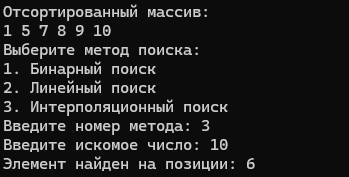 Отсортированный массив:
1 5 7 8 9 10
Выберите метод поиска:
1. Бинарный поиск
2. Линейный поиск
3. Интерполяционный поиск
Введите номер метода: 3
Введите искомое число: 10
Элемент найден на позиции: 6